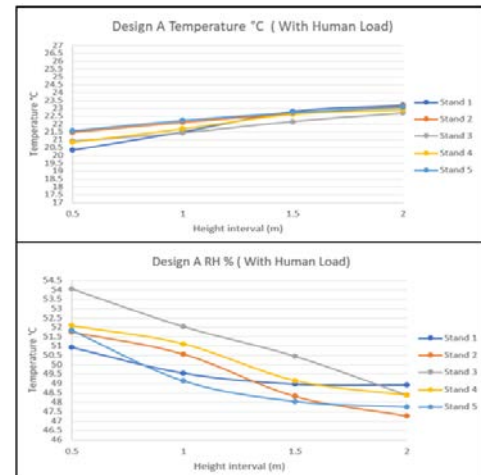 Design A Temperature °C ( With Human Load)
Temperature °C
27
26.5
26
25.5
25
24.5
24
23.5
23
22.5
22
21.5
21
20.5
20
19.5
19
18.5
18
17.5
17
0.5 1 1.5 2
Height interval (m)
Stand 1
Stand 2
Stand 3
Stand 4
Stand 5
Design A RH % ( With Human Load)
Temperature °C
54.5
54
53.5
53
52.5
52
51.5
51
50.5
50
49.5
49
48.5
48
47.5
47
46.5
46
0.5 1 1.5 2
Height interval (m)
Stand 1
Stand 2
Stand 3
Stand 4
Stand 5